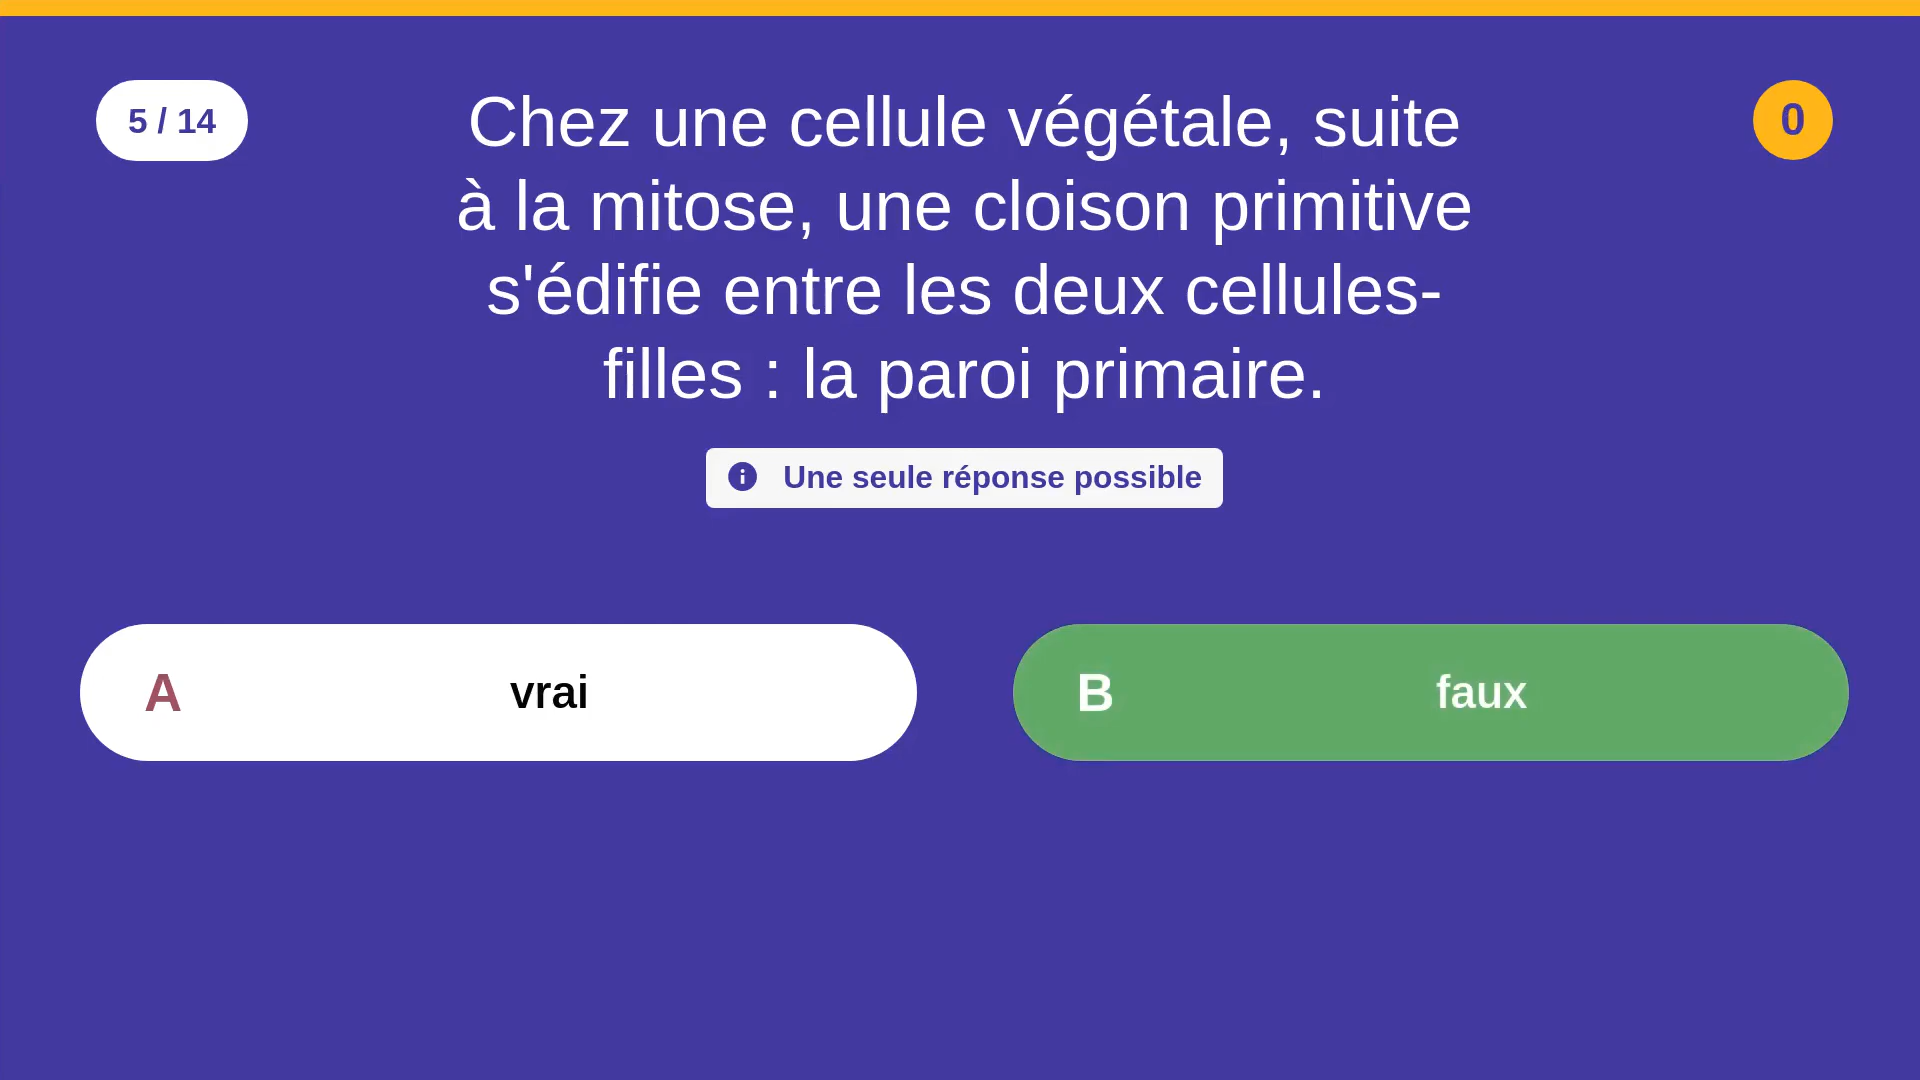 5 / 14
Chez une cellule végétale, suite
à la mitose, une cloison primitive
s'édifie entre les deux cellules-
filles : la paroi primaire.
0
Une seule réponse possible
A vrai
B faux